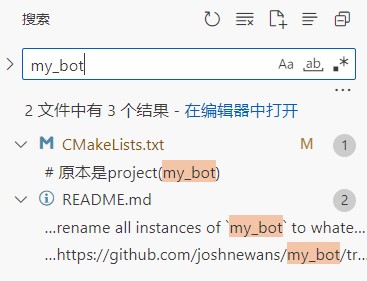 搜索
my_bot
Aa ab .*
...
2 文件中有 3 个结果 - 在编辑器中打开
CMakeLists.txt M 1
# 原本是project(my_bot)
README.md 2
...rename all instances of `my_bot` to whate...
...https://github.com/joshnewans/my_bot/tr...